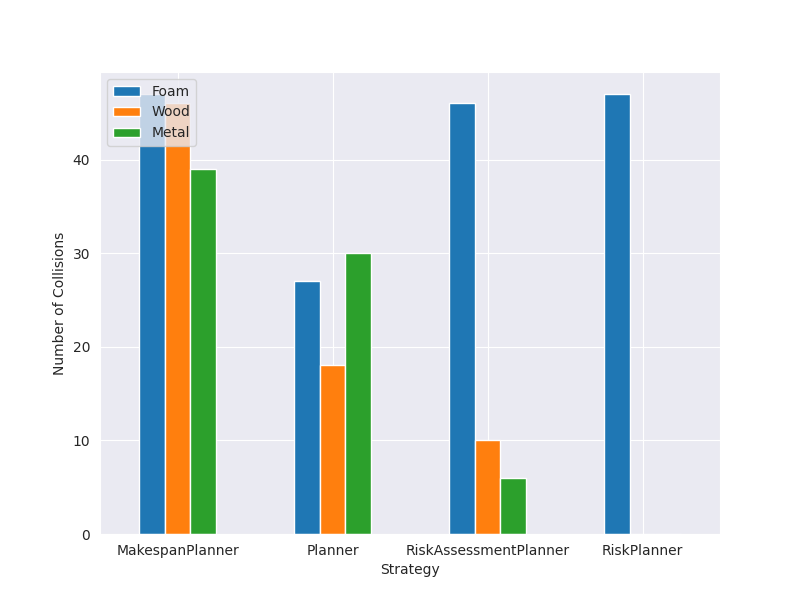 Foam
Wood
Metal
40
30
20
10
0
Number of Collisions
MakespanPlanner
Planner
RiskAssessmentPlanner
RiskPlanner
Strategy